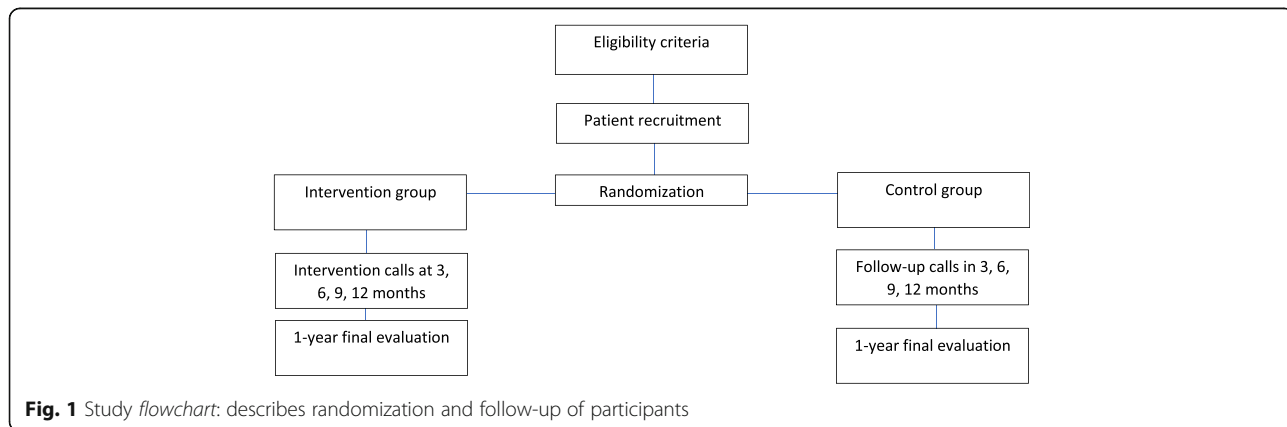 Eligibility criteria
Patient recruitment
Randomization
Intervention group
Control group
Intervention calls at 3,
6, 9, 12 months
Follow-up calls in 3, 6,
9, 12 months
1-year final evaluation
1-year final evaluation
Fig. 1 Study flowchart: describes randomization and follow-up of participants